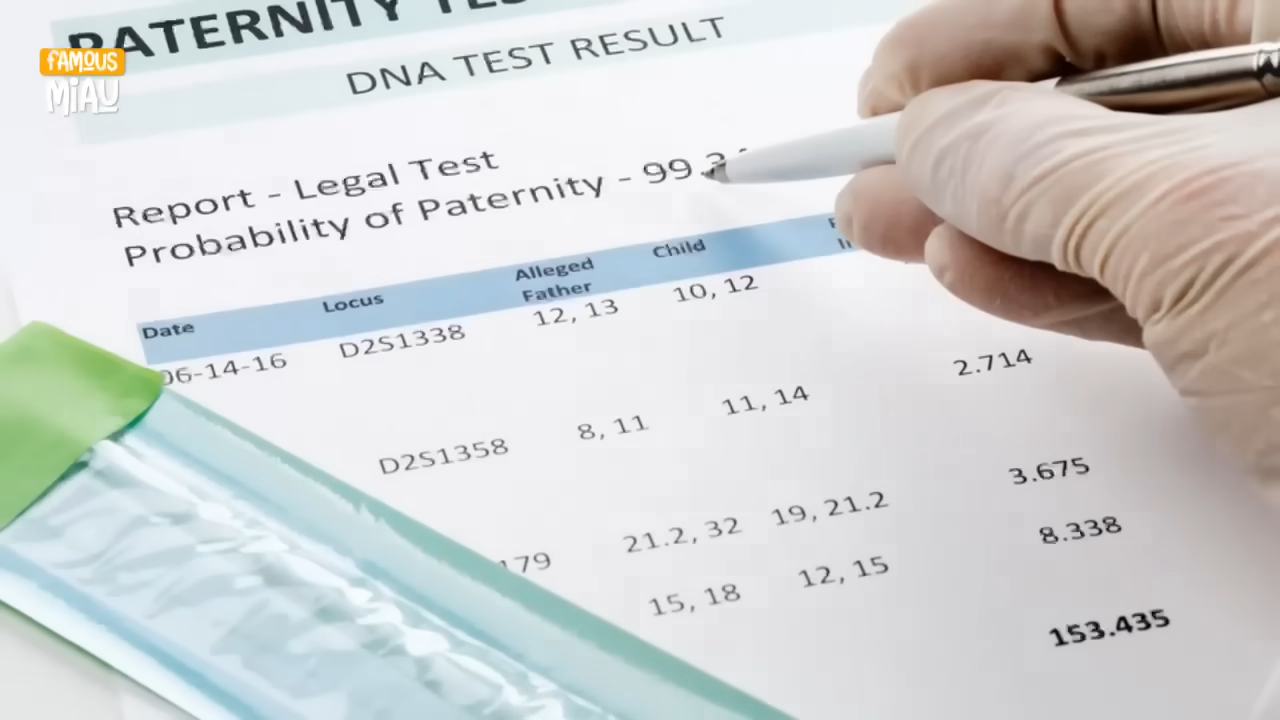 FAMOUS
MIAU
PATERNITY
DNA TEST RESULT
Report - Legal Test
Probability of Paternity - 99.
Date Locus Alleged Father Child
06-14-16 D2S1338 12, 13 10, 12
2.714
D2S1358 8, 11 11, 14
3.675
179 21.2, 32 19, 21.2
8.338
15, 18 12, 15
153.435